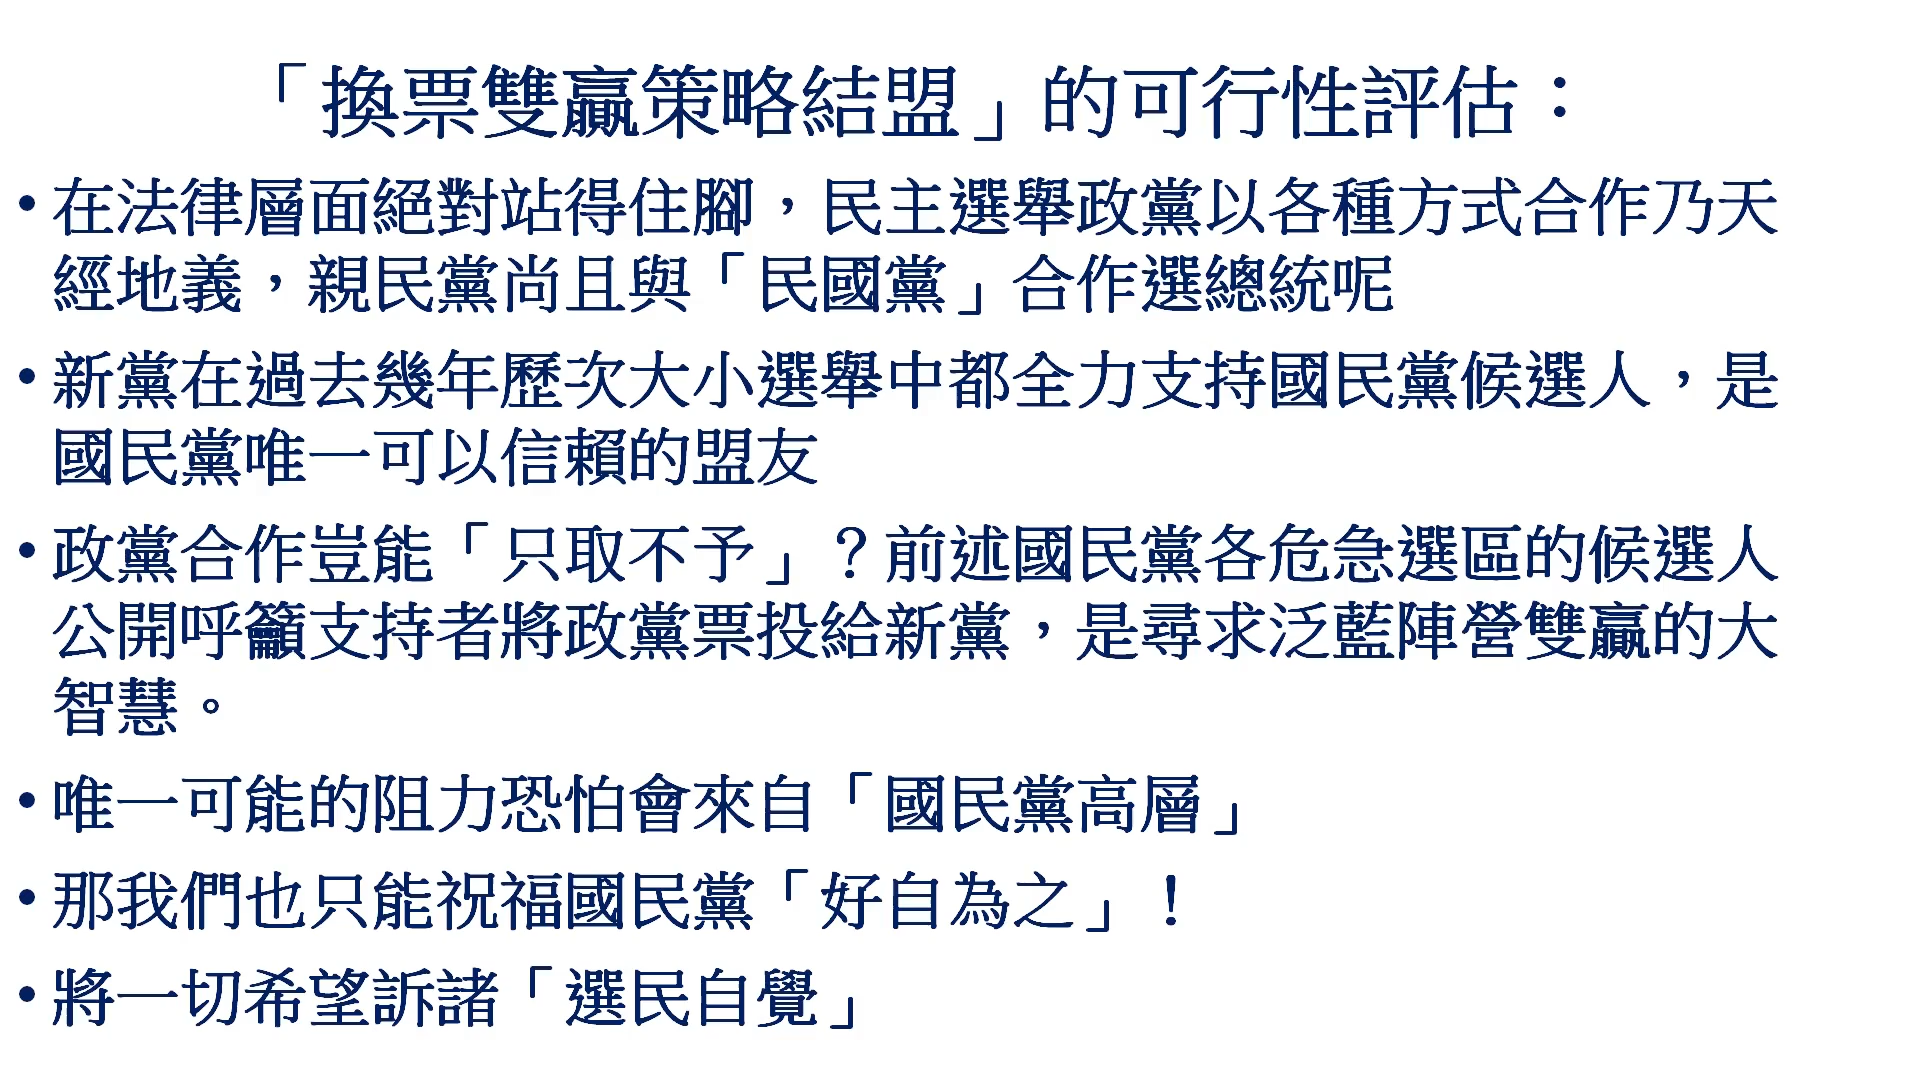 「換票雙贏策略結盟」的可行性評估：
•在法律層面絕對站得住腳，民主選舉政黨以各種方式合作乃天
經地義，親民黨尚且與「民國黨」合作選總統呢
•新黨在過去幾年歷次大小選舉中都全力支持國民黨候選人，是
國民黨唯一可以信賴的盟友
•政黨合作豈能「只取不予」？前述國民黨各危急選區的候選人
公開呼籲支持者將政黨票投給新黨，是尋求泛藍陣營雙贏的大
智慧。
•唯一可能的阻力恐怕會來自「國民黨高層」
•那我們也只能祝福國民黨「好自為之」！
•將一切希望訴諸「選民自覺」